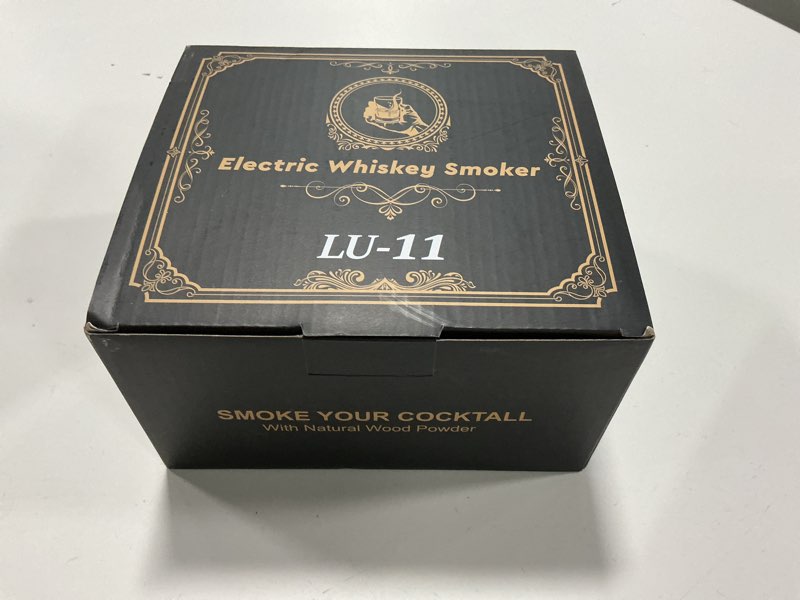 Electric Whiskey Smoker
LU-11
SMOKE YOUR COCKTALL
With Natural Wood Powder